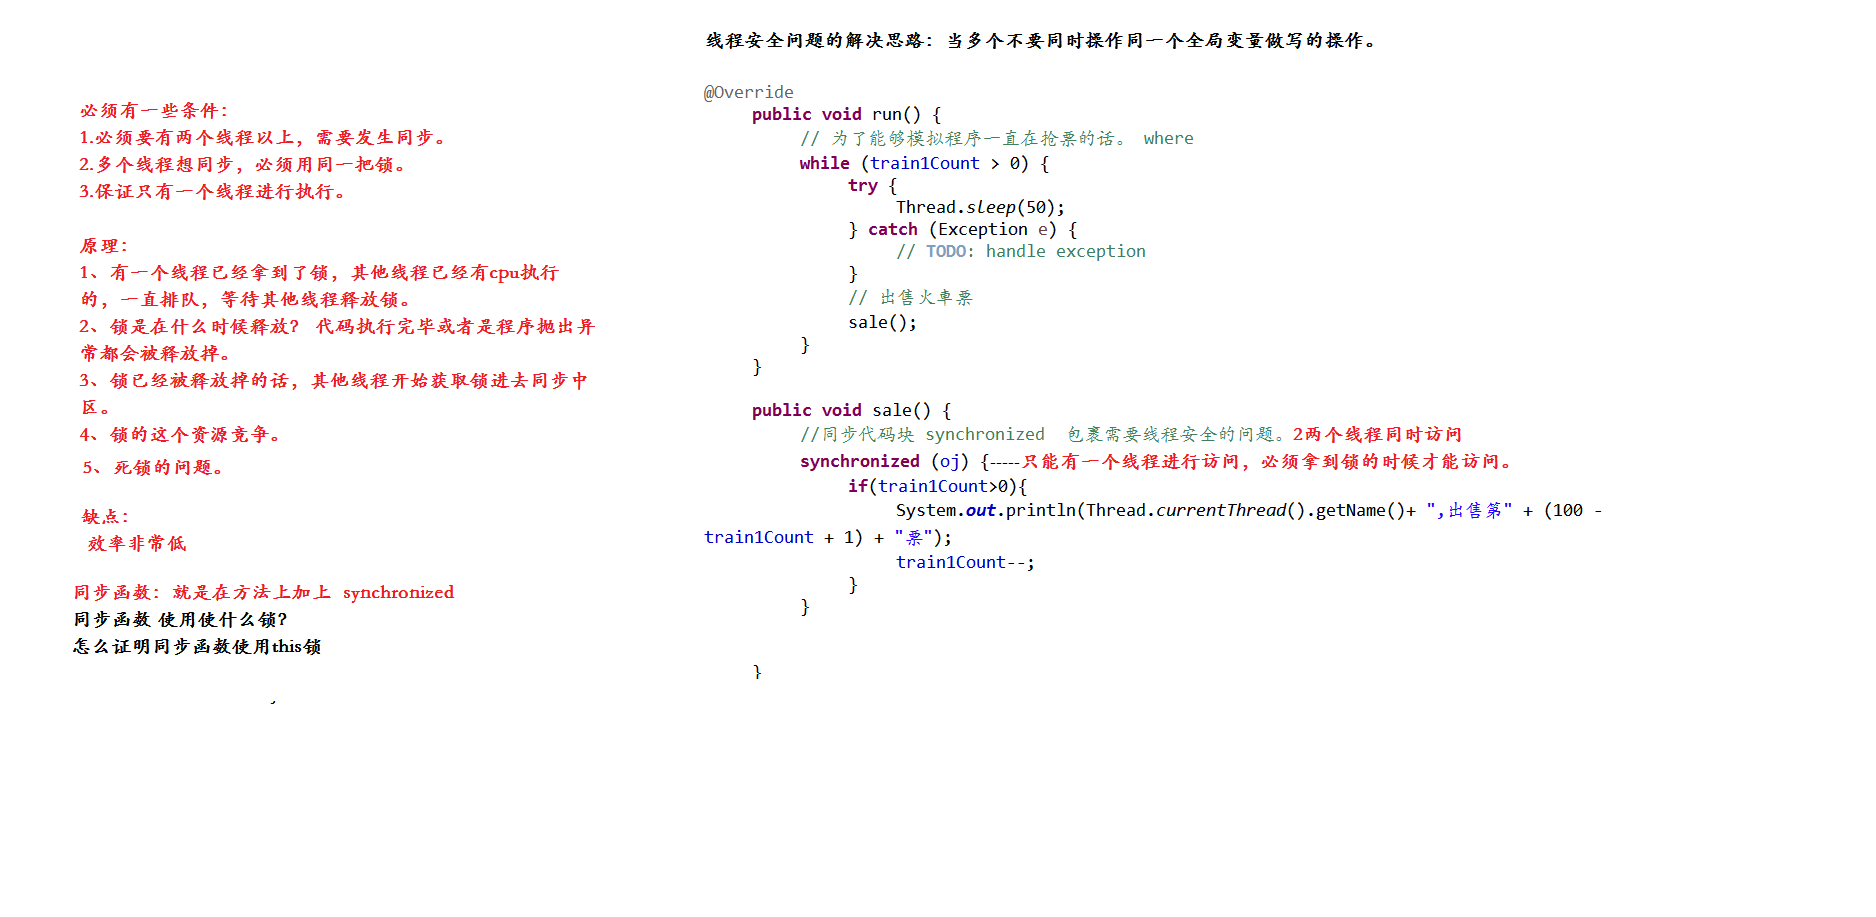 必须有一些条件：
1.必须要有两个线程以上，需要发生同步。
2.多个线程想同步，必须用同一把锁。
3.保证只有一个线程进行执行。
原理：
1、有一个线程已经拿到了锁，其他线程已经有cpu执行
的，一直排队，等待其他线程释放锁。
2、锁是在什么时候释放？ 代码执行完毕或者是程序抛出异
常都会被释放掉。
3、锁已经被释放掉的话，其他线程开始获取锁进去同步中
区。
4、锁的这个资源竞争。
5、死锁的问题。
缺点：
效率非常低
同步函数：就是在方法上加上 synchronized
同步函数 使用使什么锁？
怎么证明同步函数使用this锁
线程安全问题的解决思路：当多个不要同时操作同一个全局变量做写的操作。
@Override
public void run() {
// 为了能够模拟程序一直在抢票的话。 where
while (train1Count > 0) {
try {
Thread.sleep(50);
} catch (Exception e) {
// TODO: handle exception
}
// 出售火車票
sale();
}
}
public void sale() {
//同步代码块 synchronized  包裹需要线程安全的问题。2两个线程同时访问
synchronized (oj) {-----只能有一个线程进行访问，必须拿到锁的时候才能访问。
if(train1Count>0){
System.out.println(Thread.currentThread().getName()+ ",出售第" + (100 -
train1Count + 1) + "票");
train1Count--;
}
}
}